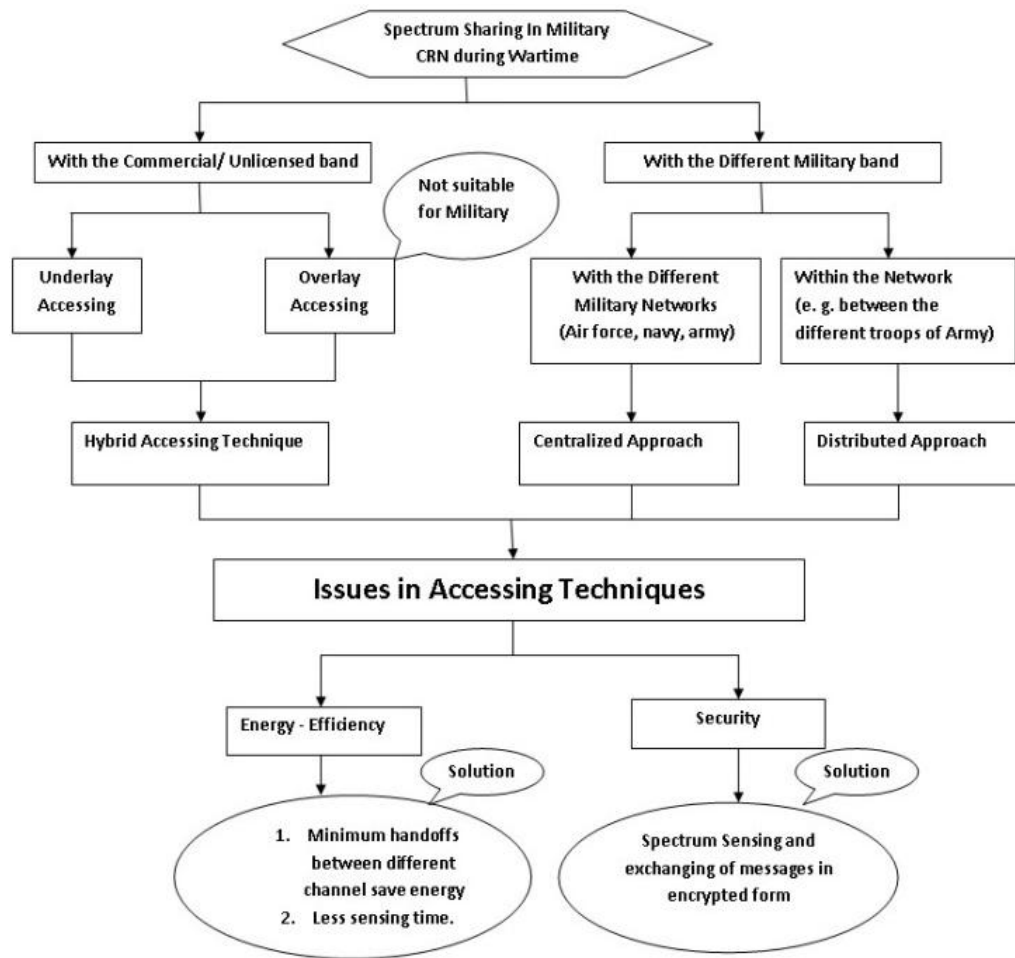 Spectrum Sharing In Military
CRN during Wartime
With the Commercial/ Unlicensed band
With the Different Military band
Not suitable
for Military
Underlay
Accessing
Overlay
Accessing
With the Different
Military Networks
(Air force, navy, army)
Within the Network
(e. g. between the
different troops of Army)
Hybrid Accessing Technique
Centralized Approach
Distributed Approach
Issues in Accessing Techniques
Energy - Efficiency
Security
Solution
Solution
1. Minimum handoffs
between different
channel save energy
2. Less sensing time.
Spectrum Sensing and
exchanging of messages in
encrypted form